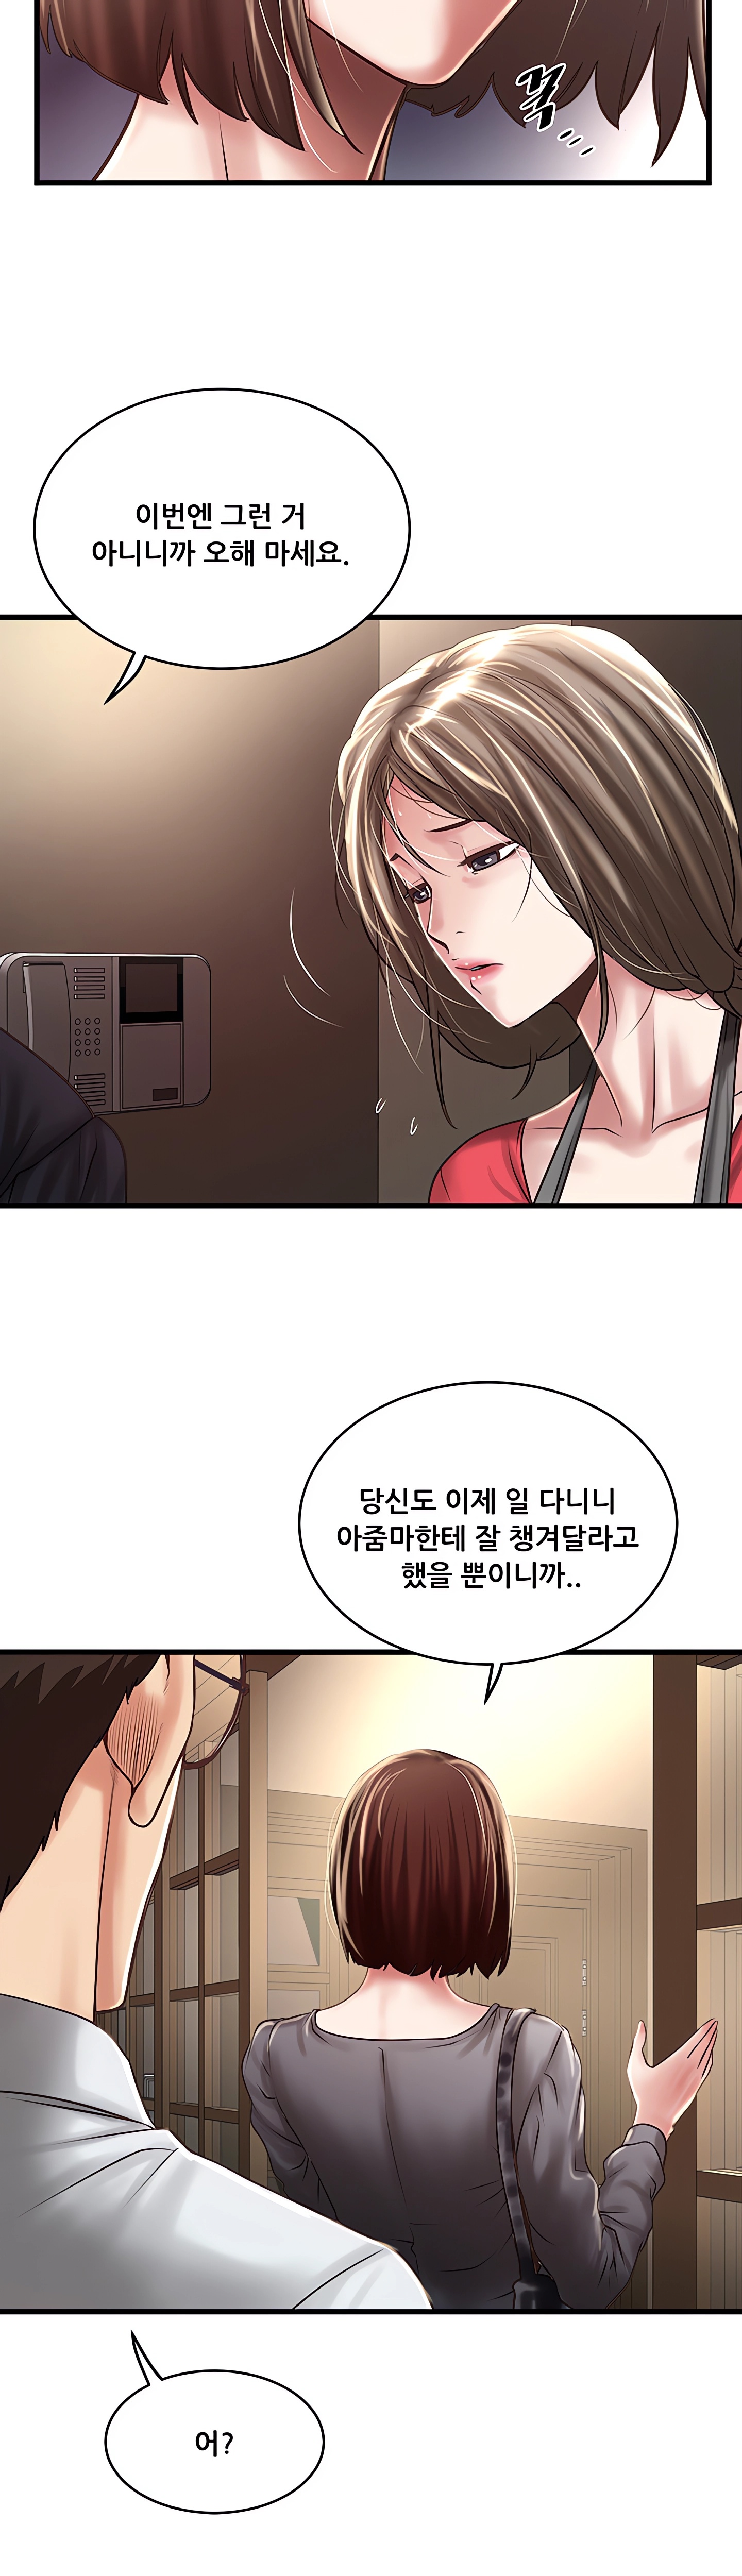 꾹
이번엔 그런 거
아니니까 오해 마세요.
당신도 이제 일 다니니
아줌마한테 잘 챙겨달라고
했을 뿐이니까..
어?